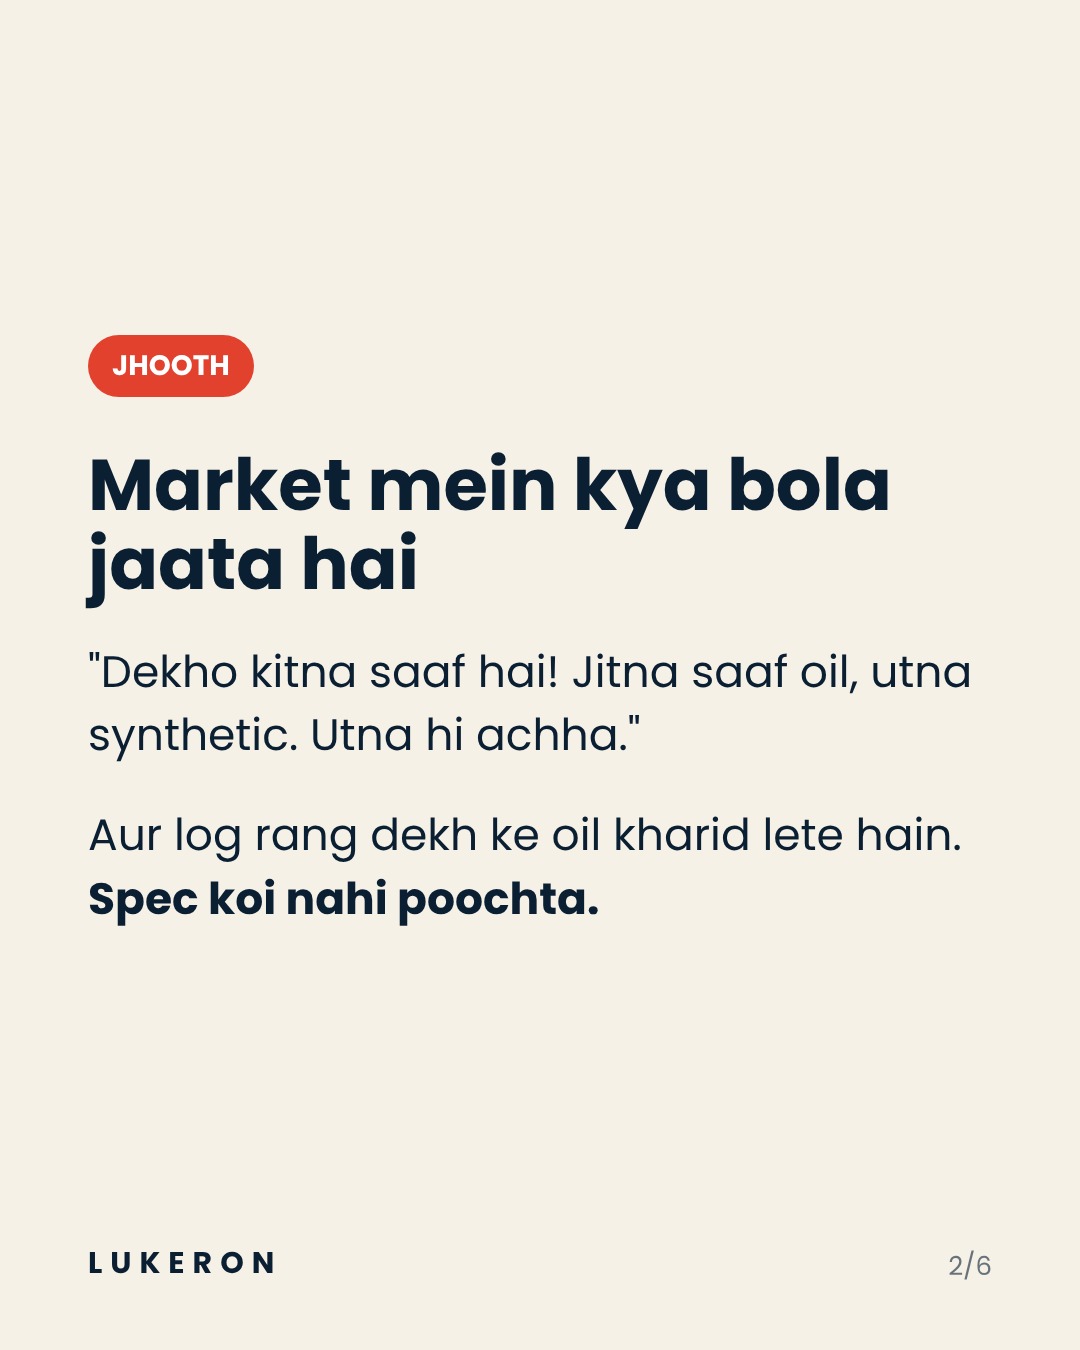 JHOOTH
Market mein kya bola
jaata hai
"Dekho kitna saaf hai! Jitna saaf oil, utna
synthetic. Utna hi achha."
Aur log rang dekh ke oil kharid lete hain.
Spec koi nahi poochta.
LUKERON
2/6